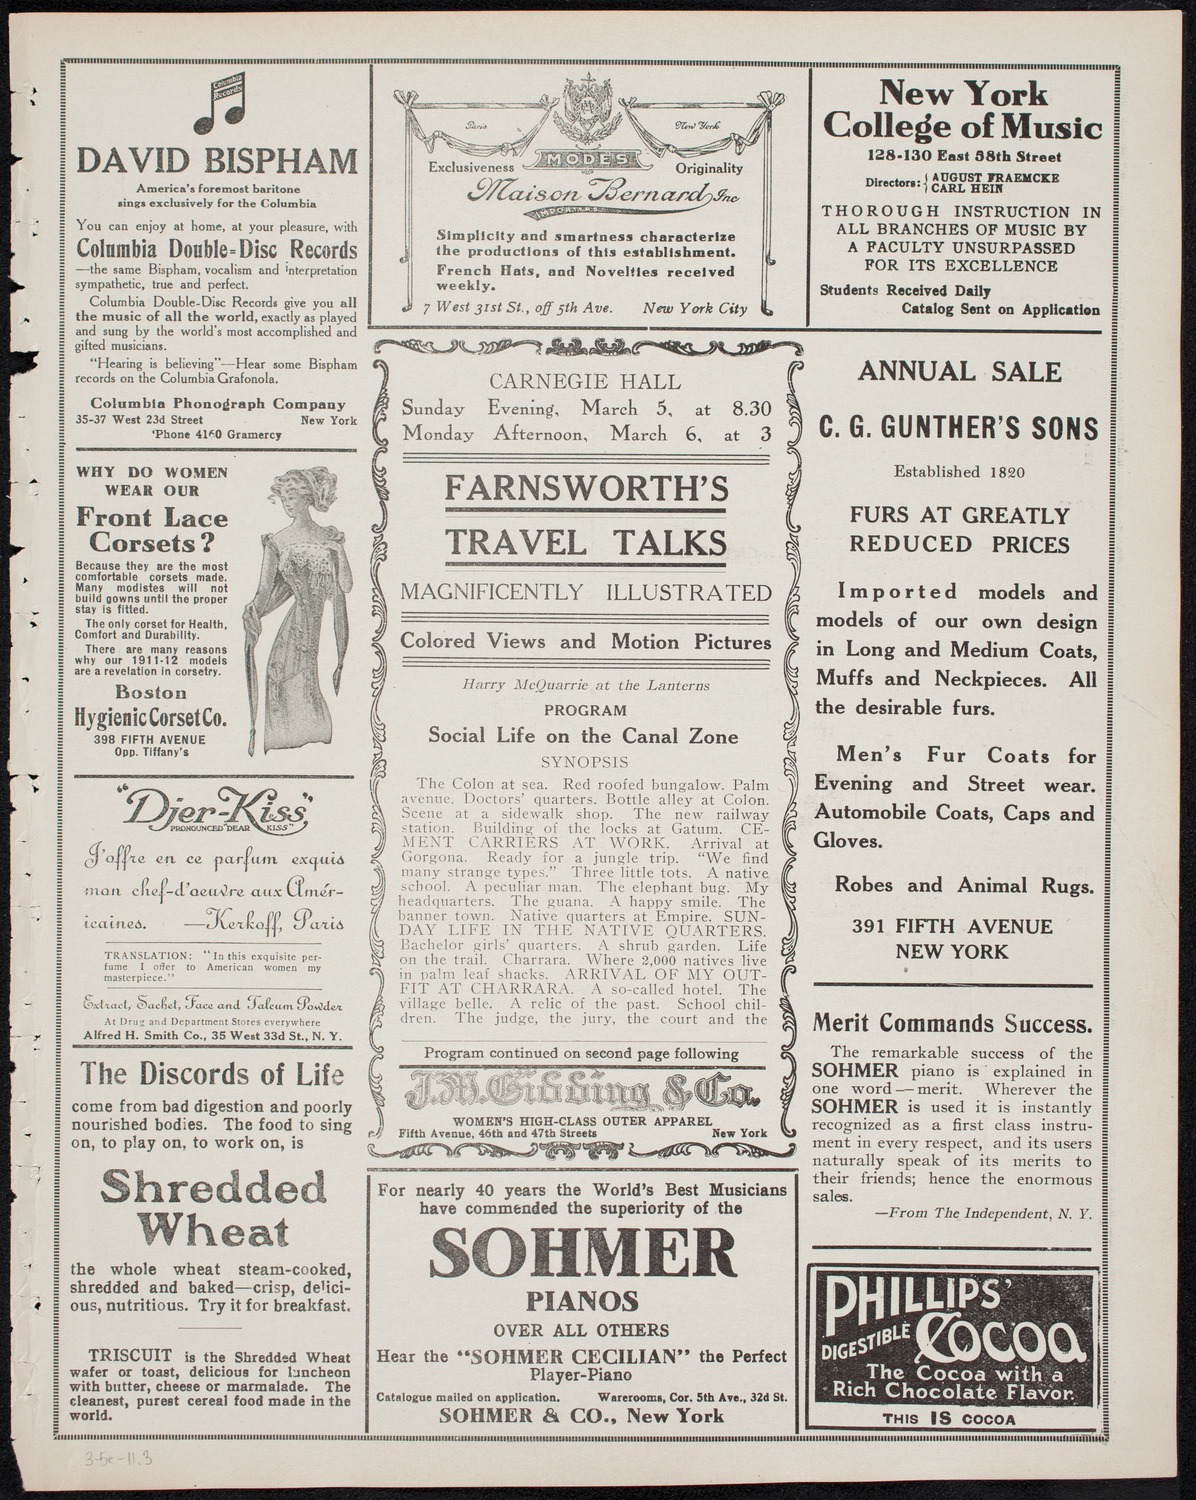 Columbia
Records
DAVID BISPHAM
America's foremost baritone
sings exclusively for the Columbia
You can enjoy at home, at your pleasure, with
Columbia Double=Disc Records
—the same Bispham, vocalism and interpretation
sympathetic, true and perfect.
Columbia Double-Disc Records give you all
the music of all the world, exactly as played
and sung by the world's most accomplished and
gifted musicians.
"Hearing is believing"—Hear some Bispham
records on the Columbia Grafonola.
Columbia Phonograph Company
35-37 West 23d Street New York
'Phone 4160 Gramercy
WHY DO WOMEN
WEAR OUR
Front Lace
Corsets?
Because they are the most
comfortable corsets made.
Many modistes will not
build gowns until the proper
stay is fitted.
The only corset for Health,
Comfort and Durability.
There are many reasons
why our 1911-12 models
are a revelation in corsetry.
Boston
Hygienic Corset Co.
398 FIFTH AVENUE
Opp. Tiffany's
"Djer-Kiss"
PRONOUNCED "DEAR KISS"
J'offre en ce parfum exquis
mon chef-d'oeuvre aux Amér-
icaines. —Kerkoff, Paris
TRANSLATION: "In this exquisite per-
fume I offer to American women my
masterpiece."
Extract, Sachet, Face and Talcum Powder
At Drug and Department Stores everywhere
Alfred H. Smith Co., 35 West 33d St., N. Y.
The Discords of Life
come from bad digestion and poorly
nourished bodies. The food to sing
on, to play on, to work on, is
Shredded
Wheat
the whole wheat steam-cooked,
shredded and baked—crisp, delici-
ous, nutritious. Try it for breakfast.
TRISCUIT is the Shredded Wheat
wafer or toast, delicious for luncheon
with butter, cheese or marmalade. The
cleanest, purest cereal food made in the
world.
Paris New York
Exclusiveness MODES Originality
Maison Bernard Inc
IMPORTERS
Simplicity and smartness characterize
the productions of this establishment.
French Hats, and Novelties received
weekly.
7 West 31st St., off 5th Ave. New York City
CARNEGIE HALL
Sunday Evening, March 5, at 8.30
Monday Afternoon, March 6, at 3
FARNSWORTH'S
TRAVEL TALKS
MAGNIFICENTLY ILLUSTRATED
Colored Views and Motion Pictures
Harry McQuarrie at the Lanterns
PROGRAM
Social Life on the Canal Zone
SYNOPSIS
The Colon at sea. Red roofed bungalow. Palm
avenue. Doctors' quarters. Bottle alley at Colon.
Scene at a sidewalk shop. The new railway
station. Building of the locks at Gatum. CE-
MENT CARRIERS AT WORK. Arrival at
Gorgona. Ready for a jungle trip. "We find
many strange types." Three little tots. A native
school. A peculiar man. The elephant bug. My
headquarters. The guana. A happy smile. The
banner town. Native quarters at Empire. SUN-
DAY LIFE IN THE NATIVE QUARTERS.
Bachelor girls' quarters. A shrub garden. Life
on the trail. Charrara. Where 2,000 natives live
in palm leaf shacks. ARRIVAL OF MY OUT-
FIT AT CHARRARA. A so-called hotel. The
village belle. A relic of the past. School chil-
dren. The judge, the jury, the court and the
Program continued on second page following
J.M. Gidding & Co.
WOMEN'S HIGH-CLASS OUTER APPAREL
Fifth Avenue, 46th and 47th Streets New York
For nearly 40 years the World's Best Musicians
have commended the superiority of the
SOHMER
PIANOS
OVER ALL OTHERS
Hear the "SOHMER CECILIAN" the Perfect
Player-Piano
Catalogue mailed on application. Warerooms, Cor. 5th Ave., 32d St.
SOHMER & CO., New York
New York
College of Music
128-130 East 58th Street
Directors: { AUGUST FRAEMCKE
CARL HEIN
THOROUGH INSTRUCTION IN
ALL BRANCHES OF MUSIC BY
A FACULTY UNSURPASSED
FOR ITS EXCELLENCE
Students Received Daily
Catalog Sent on Application
ANNUAL SALE
C. G. GUNTHER'S SONS
Established 1820
FURS AT GREATLY
REDUCED PRICES
Imported models and
models of our own design
in Long and Medium Coats,
Muffs and Neckpieces. All
the desirable furs.
Men's Fur Coats for
Evening and Street wear.
Automobile Coats, Caps and
Gloves.
Robes and Animal Rugs.
391 FIFTH AVENUE
NEW YORK
Merit Commands Success.
The remarkable success of the
SOHMER piano is explained in
one word—merit. Wherever the
SOHMER is used it is instantly
recognized as a first class instru-
ment in every respect, and its users
naturally speak of its merits to
their friends; hence the enormous
sales.
—From The Independent, N. Y.
PHILLIPS'
DIGESTIBLE COCOA
The Cocoa with a
Rich Chocolate Flavor.
THIS IS COCOA